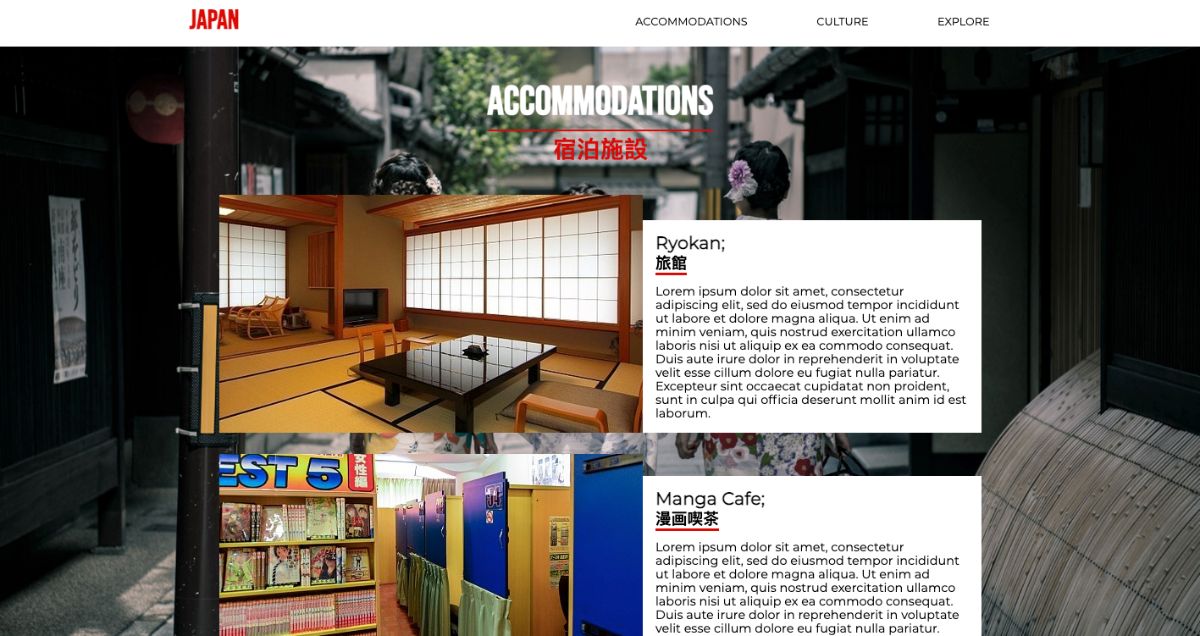 JAPAN
ACCOMMODATIONS CULTURE EXPLORE
ACCOMMODATIONS
宿泊施設
Ryokan;
旅館
Lorem ipsum dolor sit amet, consectetur
adipiscing elit, sed do eiusmod tempor incididunt
ut labore et dolore magna aliqua. Ut enim ad
minim veniam, quis nostrud exercitation ullamco
laboris nisi ut aliquip ex ea commodo consequat.
Duis aute irure dolor in reprehenderit in voluptate
velit esse cillum dolore eu fugiat nulla pariatur.
Excepteur sint occaecat cupidatat non proident,
sunt in culpa qui officia deserunt mollit anim id est
laborum.
EST 5
女性編
Manga Cafe;
漫画喫茶
Lorem ipsum dolor sit amet, consectetur
adipiscing elit, sed do eiusmod tempor incididunt
ut labore et dolore magna aliqua. Ut enim ad
minim veniam, quis nostrud exercitation ullamco
laboris nisi ut aliquip ex ea commodo consequat.
Duis aute irure dolor in reprehenderit in voluptate
velit esse cillum dolore eu fugiat nulla pariatur.